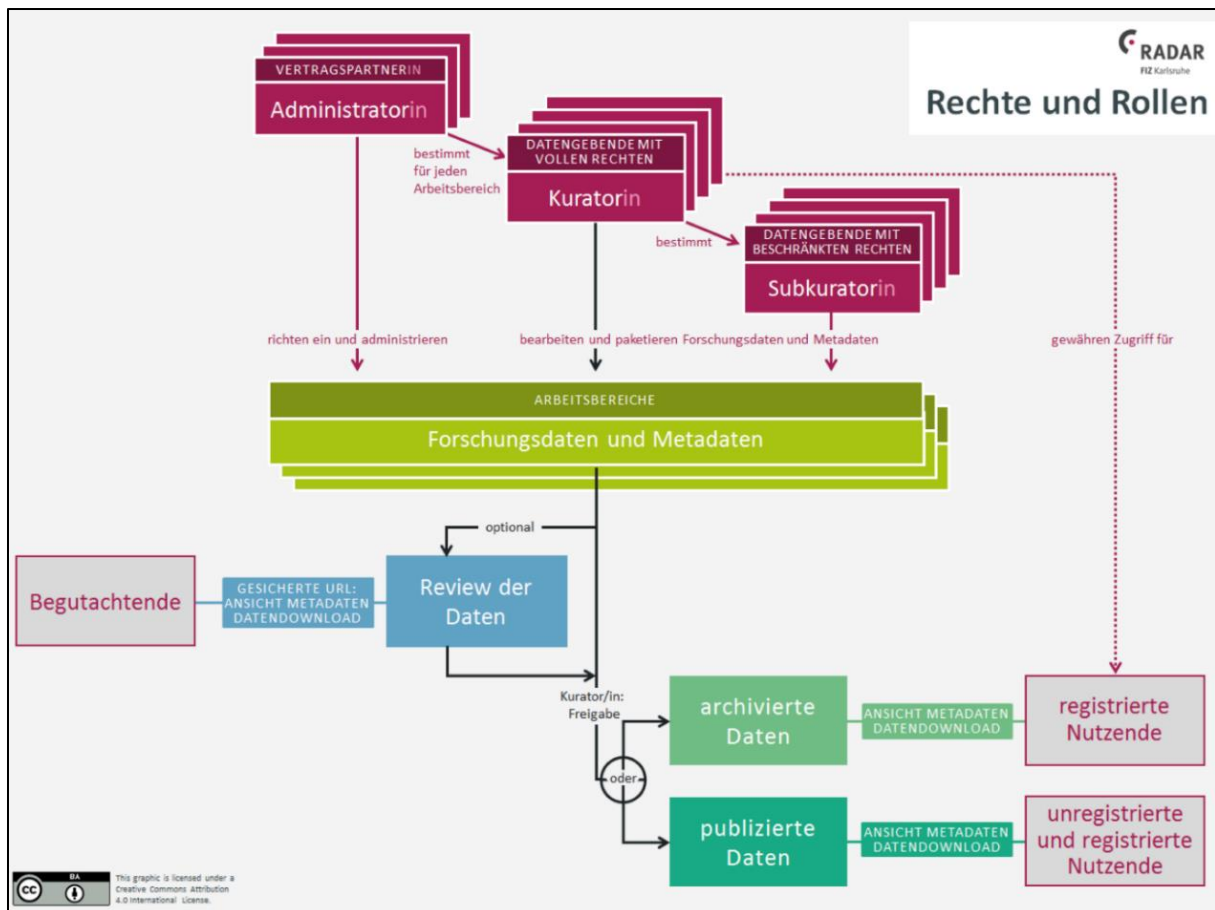 RADAR
FIZ Karlsruhe
Rechte und Rollen
VERTRAGSPARTNERIN
Administratorin
bestimmt
für jeden
Arbeitsbereich
DATENGEBENDE MIT
VOLLEN RECHTEN
Kuratorin
bestimmt
DATENGEBENDE MIT
BESCHRÄNKTEN RECHTEN
Subkuratorin
richten ein und administrieren
bearbeiten und paketieren Forschungsdaten und Metadaten
gewähren Zugriff für
ARBEITSBEREICHE
Forschungsdaten und Metadaten
optional
Begutachtende
GESICHERTE URL:
ANSICHT METADATEN
DATENDOWNLOAD
Review der
Daten
Kurator/in:
Freigabe
oder
archivierte
Daten
ANSICHT METADATEN
DATENDOWNLOAD
registrierte
Nutzende
publizierte
Daten
ANSICHT METADATEN
DATENDOWNLOAD
unregistrierte
und registrierte
Nutzende
cc
This graphic is licensed under a
Creative Commons Attribution
4.0 International License.